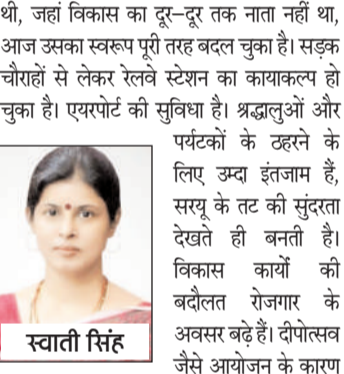 थी, जहां विकास का दूर-दूर तक नाता नहीं था,
आज उसका स्वरूप पूरी तरह बदल चुका है। सड़क
चौराहों से लेकर रेलवे स्टेशन का कायाकल्प हो
चुका है। एयरपोर्ट की सुविधा है। श्रद्धालुओं और
पर्यटकों के ठहरने के
लिए उम्दा इंतजाम हैं,
सरयू के तट की सुंदरता
देखते ही बनती है।
विकास कार्यों की
बदौलत रोजगार के
अवसर बढ़े हैं। दीपोत्सव
जैसे आयोजन के कारण
स्वाती सिंह